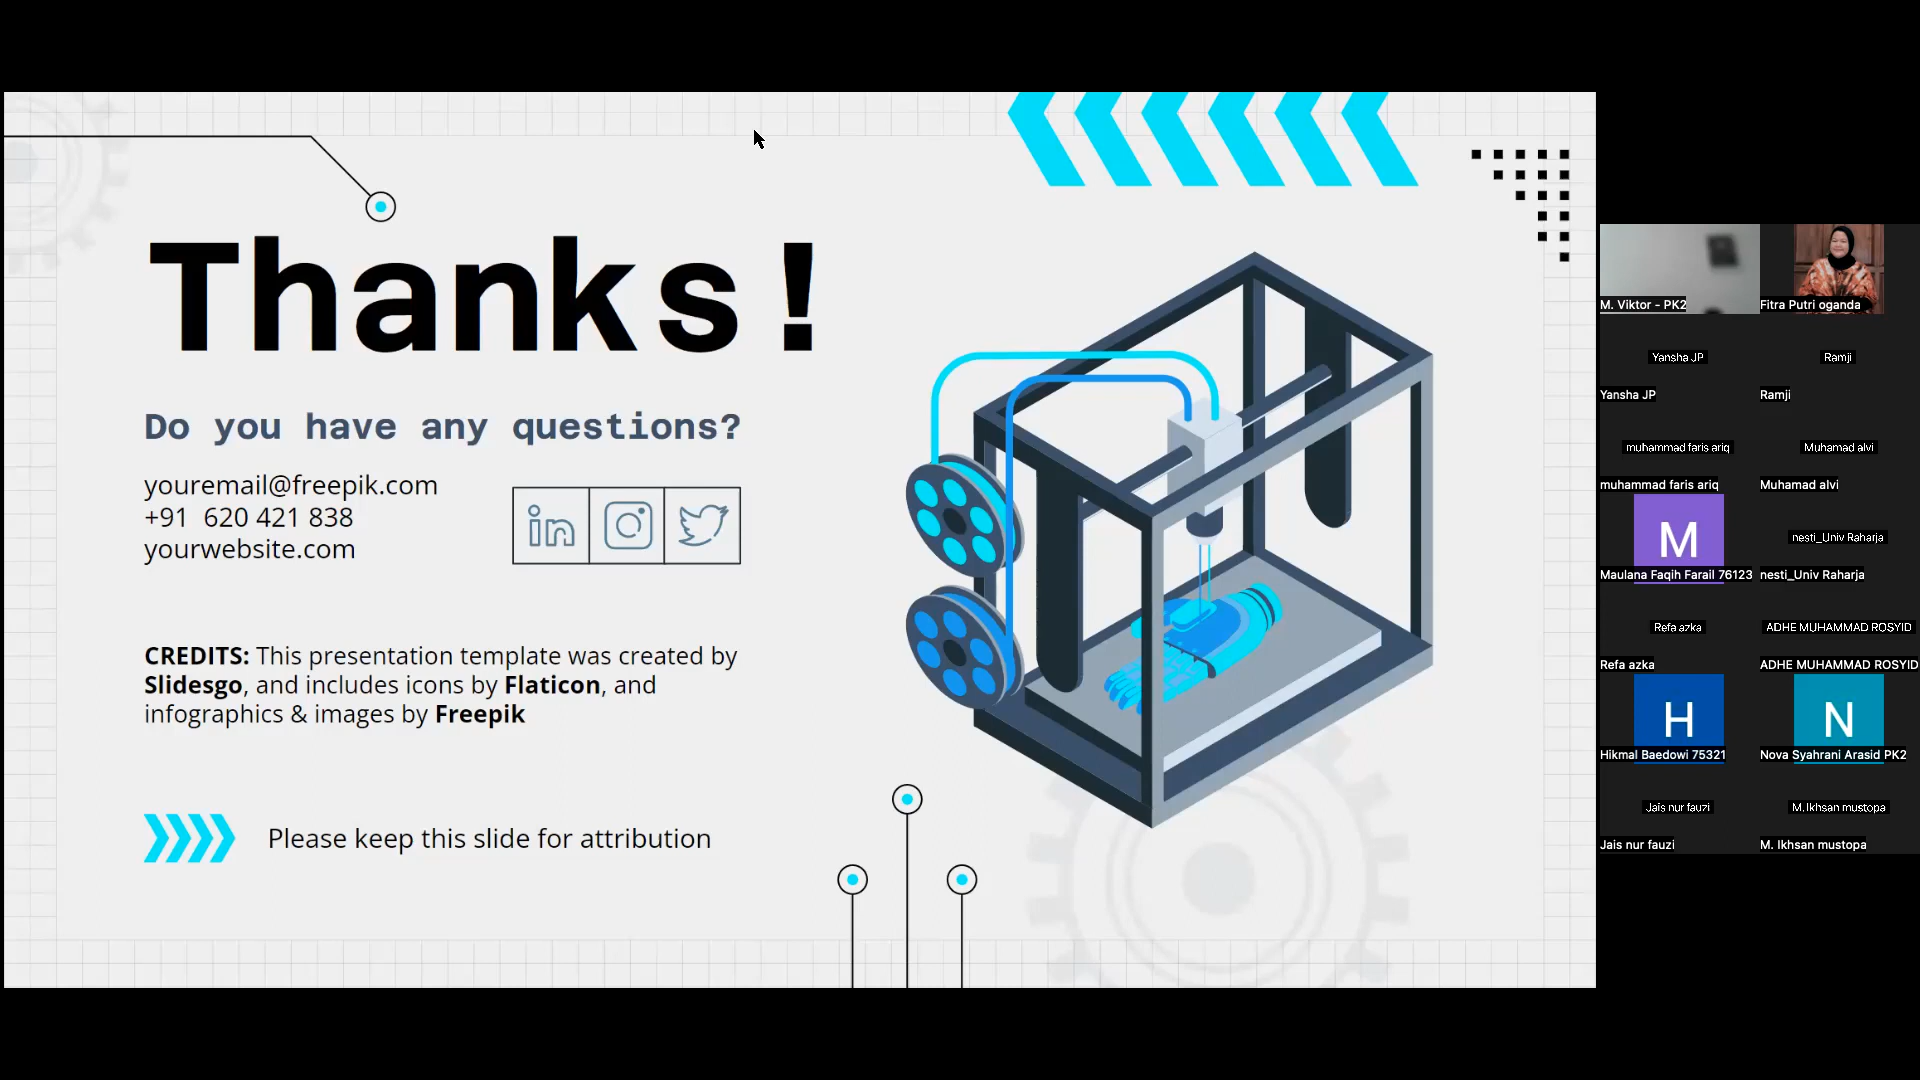 Thanks!
Do you have any questions?
youremail@freepik.com
+91 620 421 838
yourwebsite.com
in
CREDITS: This presentation template was created by
Slidesgo, and includes icons by Flaticon, and
infographics & images by Freepik
Please keep this slide for attribution
M. Viktor - PK2
Fitra Putri oganda
Yansha JP
Ramji
Yansha JP
Ramji
muhammad faris ariq
Muhamad alvi
muhammad faris ariq
Muhamad alvi
M
nesti_Univ Raharja
Maulana Faqih Farail 76123
nesti_Univ Raharja
Refa azka
ADHE MUHAMMAD ROSYID
Refa azka
ADHE MUHAMMAD ROSYID
H
N
Hikmal Baedowi 75321
Nova Syahrani Arasid PK2
Jais nur fauzi
M. Ikhsan mustopa
Jais nur fauzi
M. Ikhsan mustopa